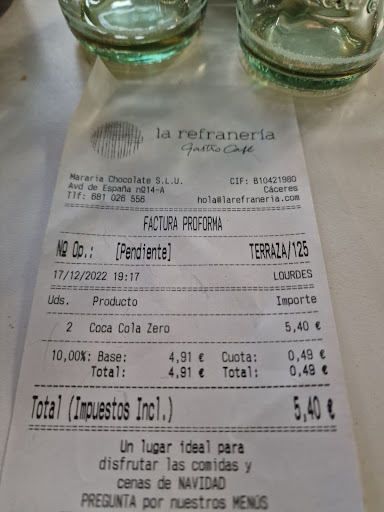 la refranería
Gastro Café
Mararia Chocolate S.L.U. CIF: B10421980
Avd de España nº14-A Cáceres
Tlf: 681 026 556 hola@larefraneria.com
FACTURA PROFORMA
Nº Op.: [Pendiente] TERRAZA/125
17/12/2022 19:17 LOURDES
Uds. Producto Importe
2 Coca Cola Zero 5,40 €
10,00%: Base: 4,91 € Cuota: 0,49 €
Total: 4,91 € Total: 0,49 €
Total (Impuestos Incl.) 5,40 €
Un lugar ideal para
disfrutar las comidas y
cenas de NAVIDAD
PREGUNTA por nuestros MENÚS